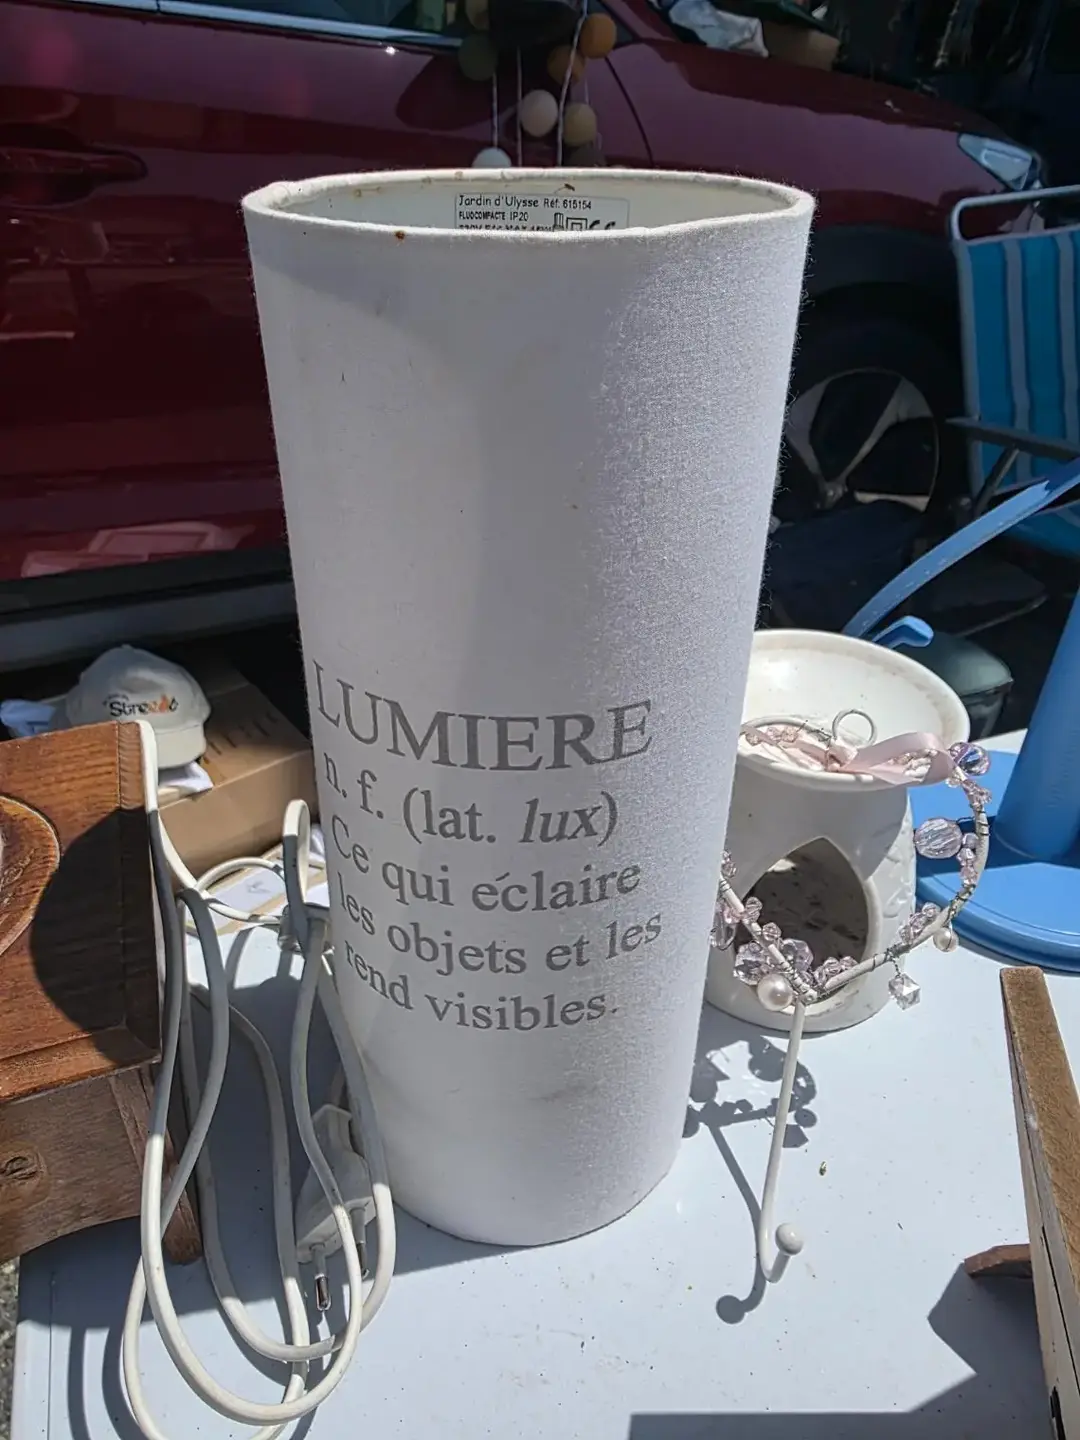 Jardin d'Ulysse Réf: 615154
FLUOCOMPACTE IP20
LUMIERE
n. f. (lat. lux)
Ce qui éclaire
les objets et les
rend visibles.